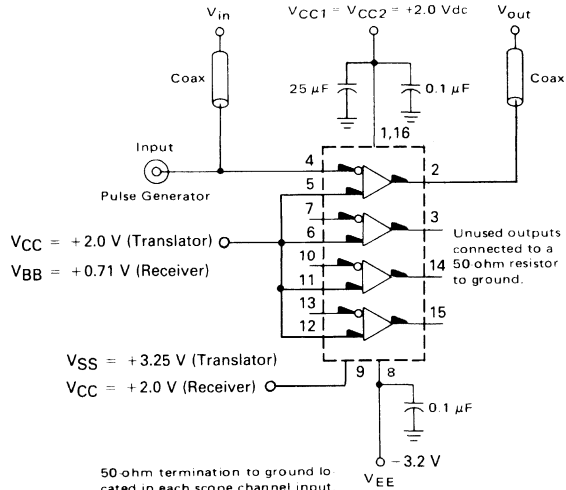 Vin
VCC1 = VCC2 = +2.0 Vdc
Vout
Coax
25 µF
0.1 µF
Coax
1,16
Input
Pulse Generator
4
5
7
6
10
11
13
12
2
3
14
15
Unused outputs
connected to a
50-ohm resistor
to ground.
VCC = +2.0 V (Translator)
VBB = +0.71 V (Receiver)
VSS = +3.25 V (Translator)
VCC = +2.0 V (Receiver)
9
8
0.1 µF
-3.2 V
VEE
50-ohm termination to ground lo-
cated in each scope channel input